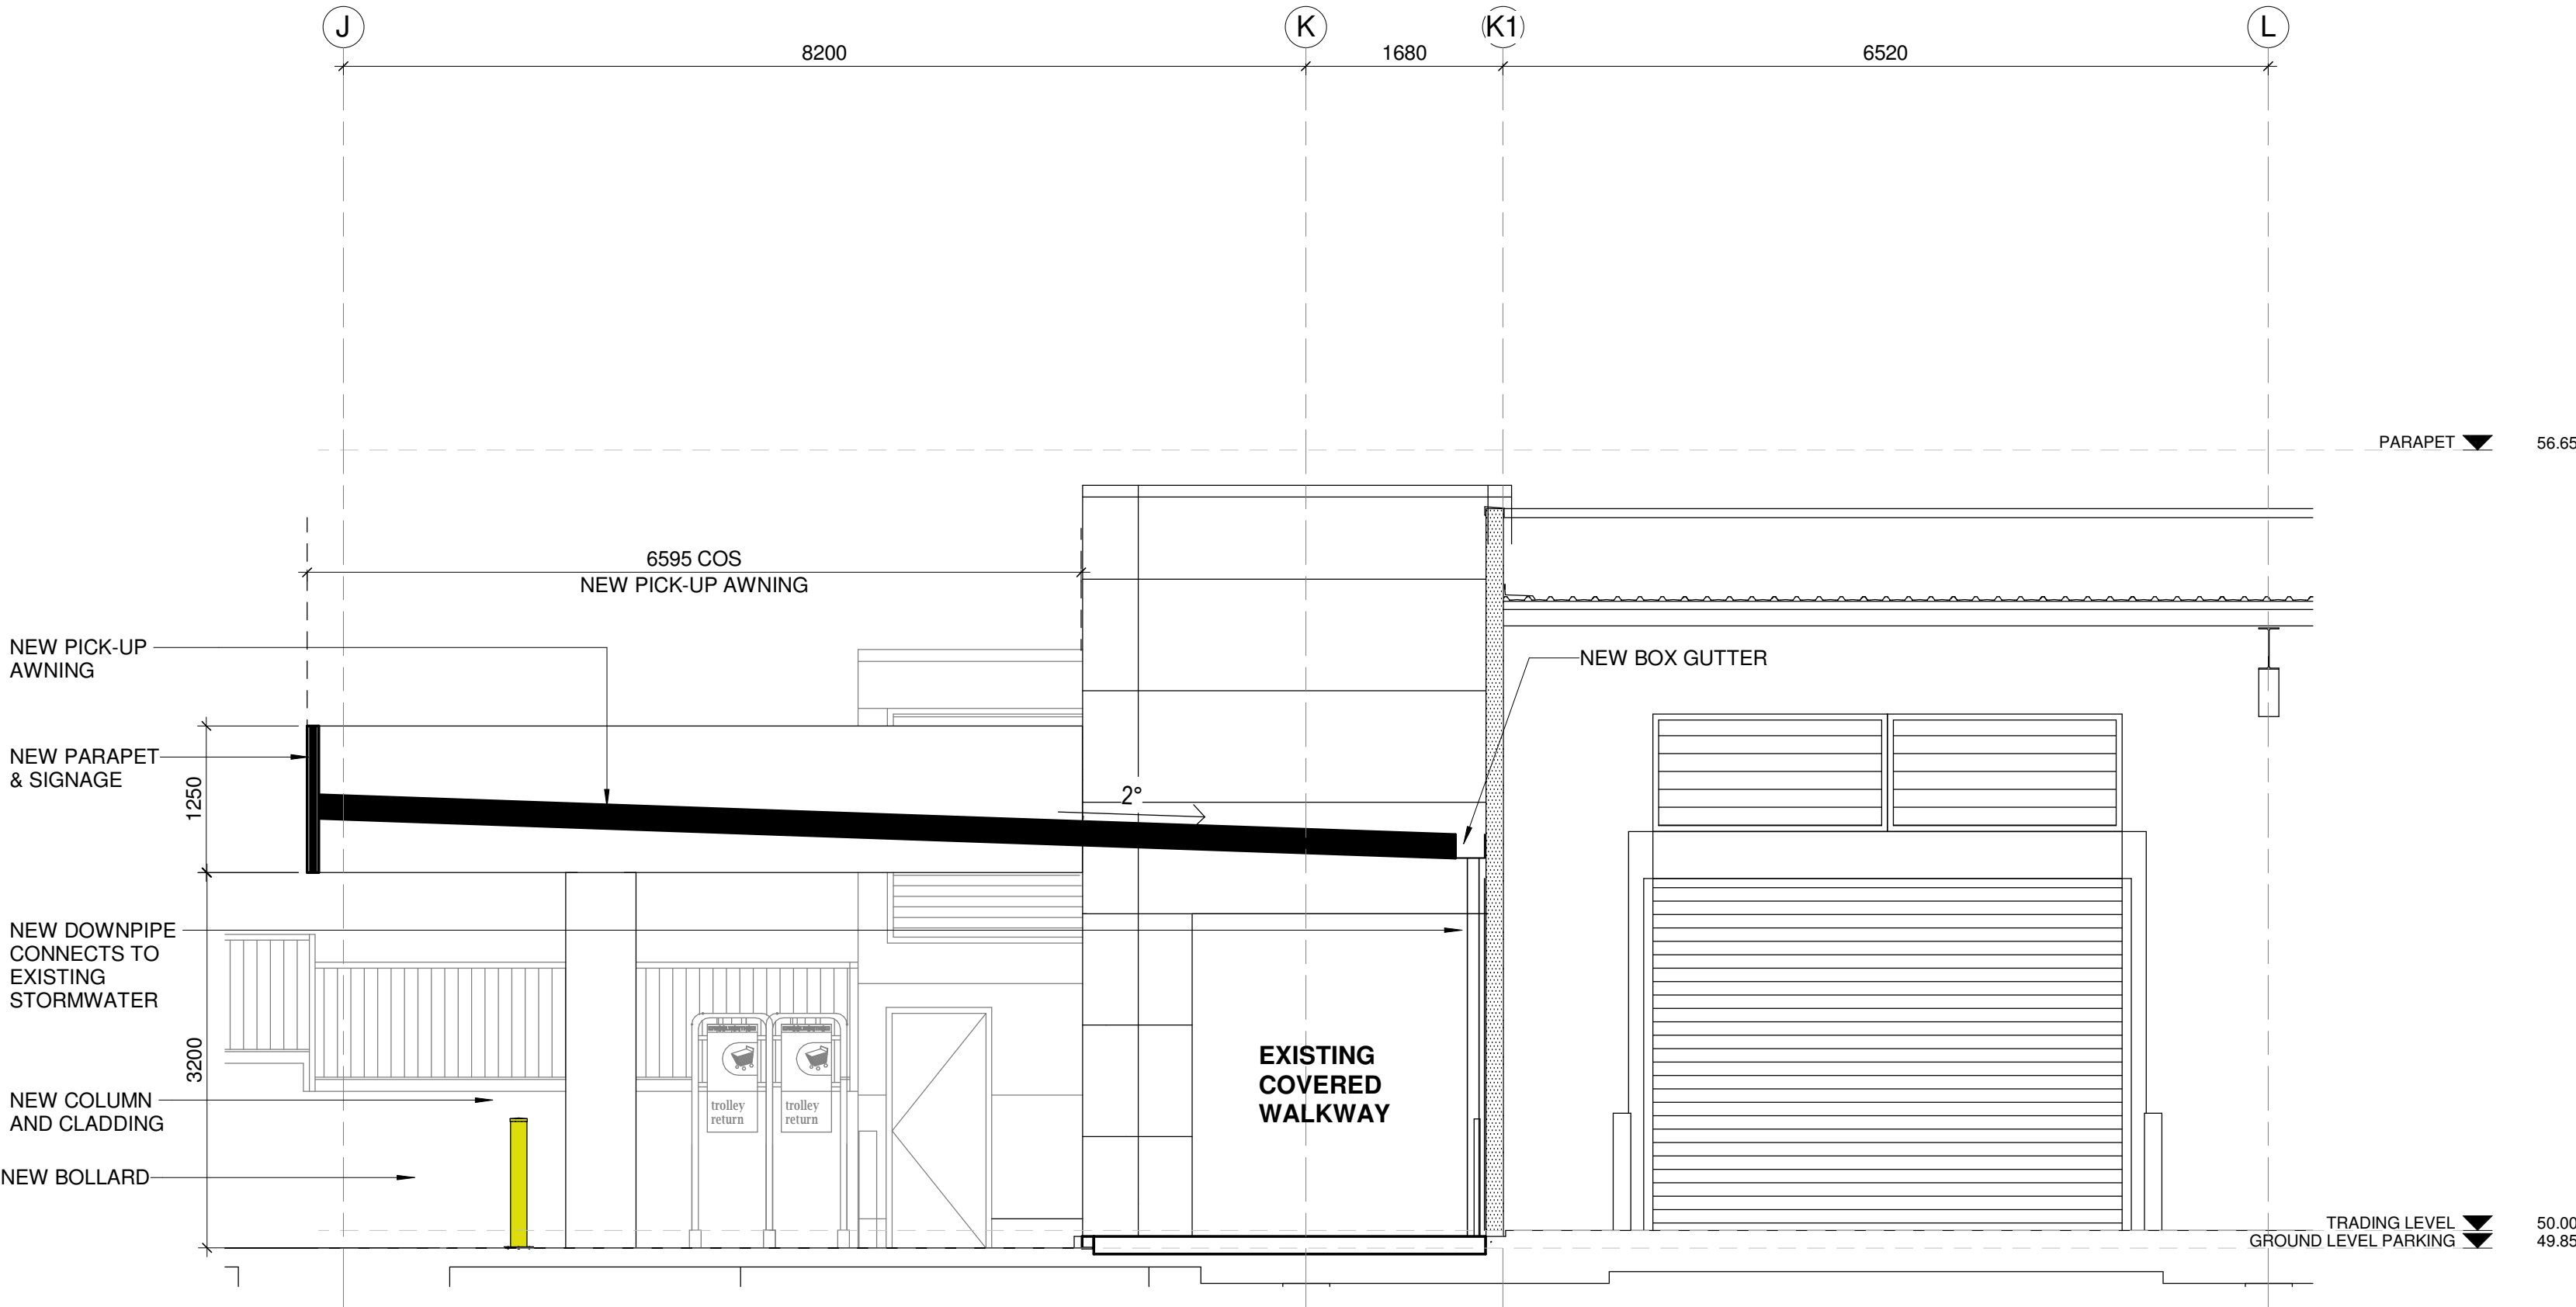 J
K
K1
L
8200
1680
6520
PARAPET
56.65
6595 COS
NEW PICK-UP AWNING
NEW PICK-UP
AWNING
NEW BOX GUTTER
NEW PARAPET
& SIGNAGE
1250
2°
NEW DOWNPIPE
CONNECTS TO
EXISTING
STORMWATER
3200
EXISTING
COVERED
WALKWAY
NEW COLUMN
AND CLADDING
trolley
return
trolley
return
NEW BOLLARD
TRADING LEVEL
50.00
GROUND LEVEL PARKING
49.85